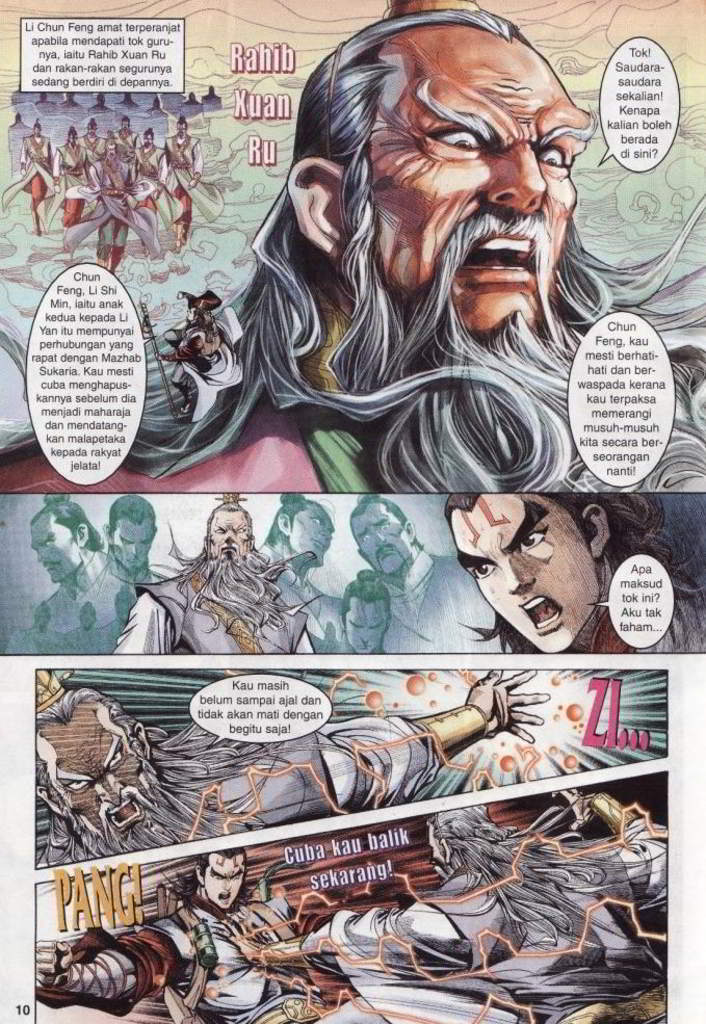 Li Chun Feng amat terperanjat
apabila mendapati tok guru-
nya, iaitu Rahib Xuan Ru
dan rakan-rakan segurunya
sedang berdiri di depannya.
Rahib
Xuan
Ru
Tok!
Saudara-
saudara
sekalian!
Kenapa
kalian boleh
berada
di sini?
Chun
Feng, Li Shi
Min, iaitu anak
kedua kepada Li
Yan itu mempunyai
perhubungan yang
rapat dengan Mazhab
Sukaria. Kau mesti
cuba menghapus-
kannya sebelum dia
menjadi maharaja
dan mendatang-
kan malapetaka
kepada rakyat
jelata!
Chun
Feng, kau
mesti berhati-
hati dan ber-
waspada kerana
kau terpaksa
memerangi
musuh-musuh
kita secara ber-
seorangan
nanti!
Apa
maksud
tok ini?
Aku tak
faham...
Kau masih
belum sampai ajal dan
tidak akan mati dengan
begitu saja!
ZI...
Cuba kau balik
sekarang!
PANG!
10